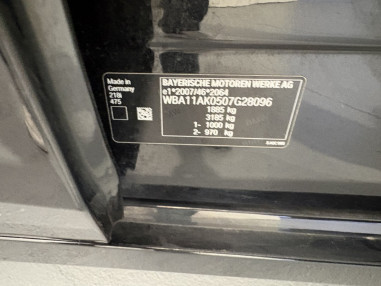 Made in
Germany
218i
475
BAYERISCHE MOTOREN WERKE AG
e1*2007/46*2064
WBA11AK0507G28096
1885 kg
3185 kg
1- 1000 kg
2- 970 kg